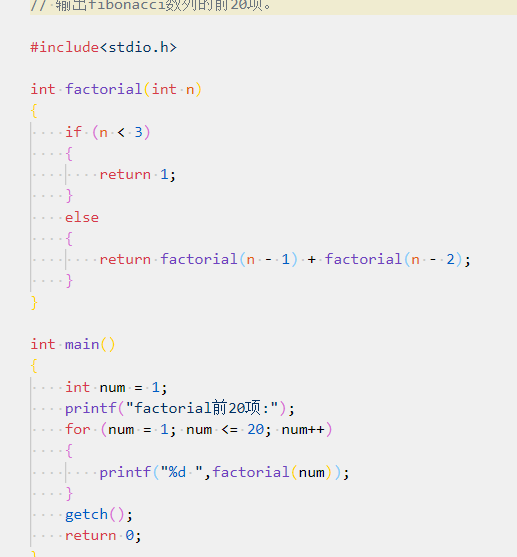 // 输出fibonacci数列的前20项。
#include<stdio.h>
int factorial(int n)
{
    if (n < 3)
    {
        return 1;
    }
    else
    {
        return factorial(n - 1) + factorial(n - 2);
    }
}
int main()
{
    int num = 1;
    printf("factorial前20项:");
    for (num = 1; num <= 20; num++)
    {
        printf("%d ",factorial(num));
    }
    getch();
    return 0;
}